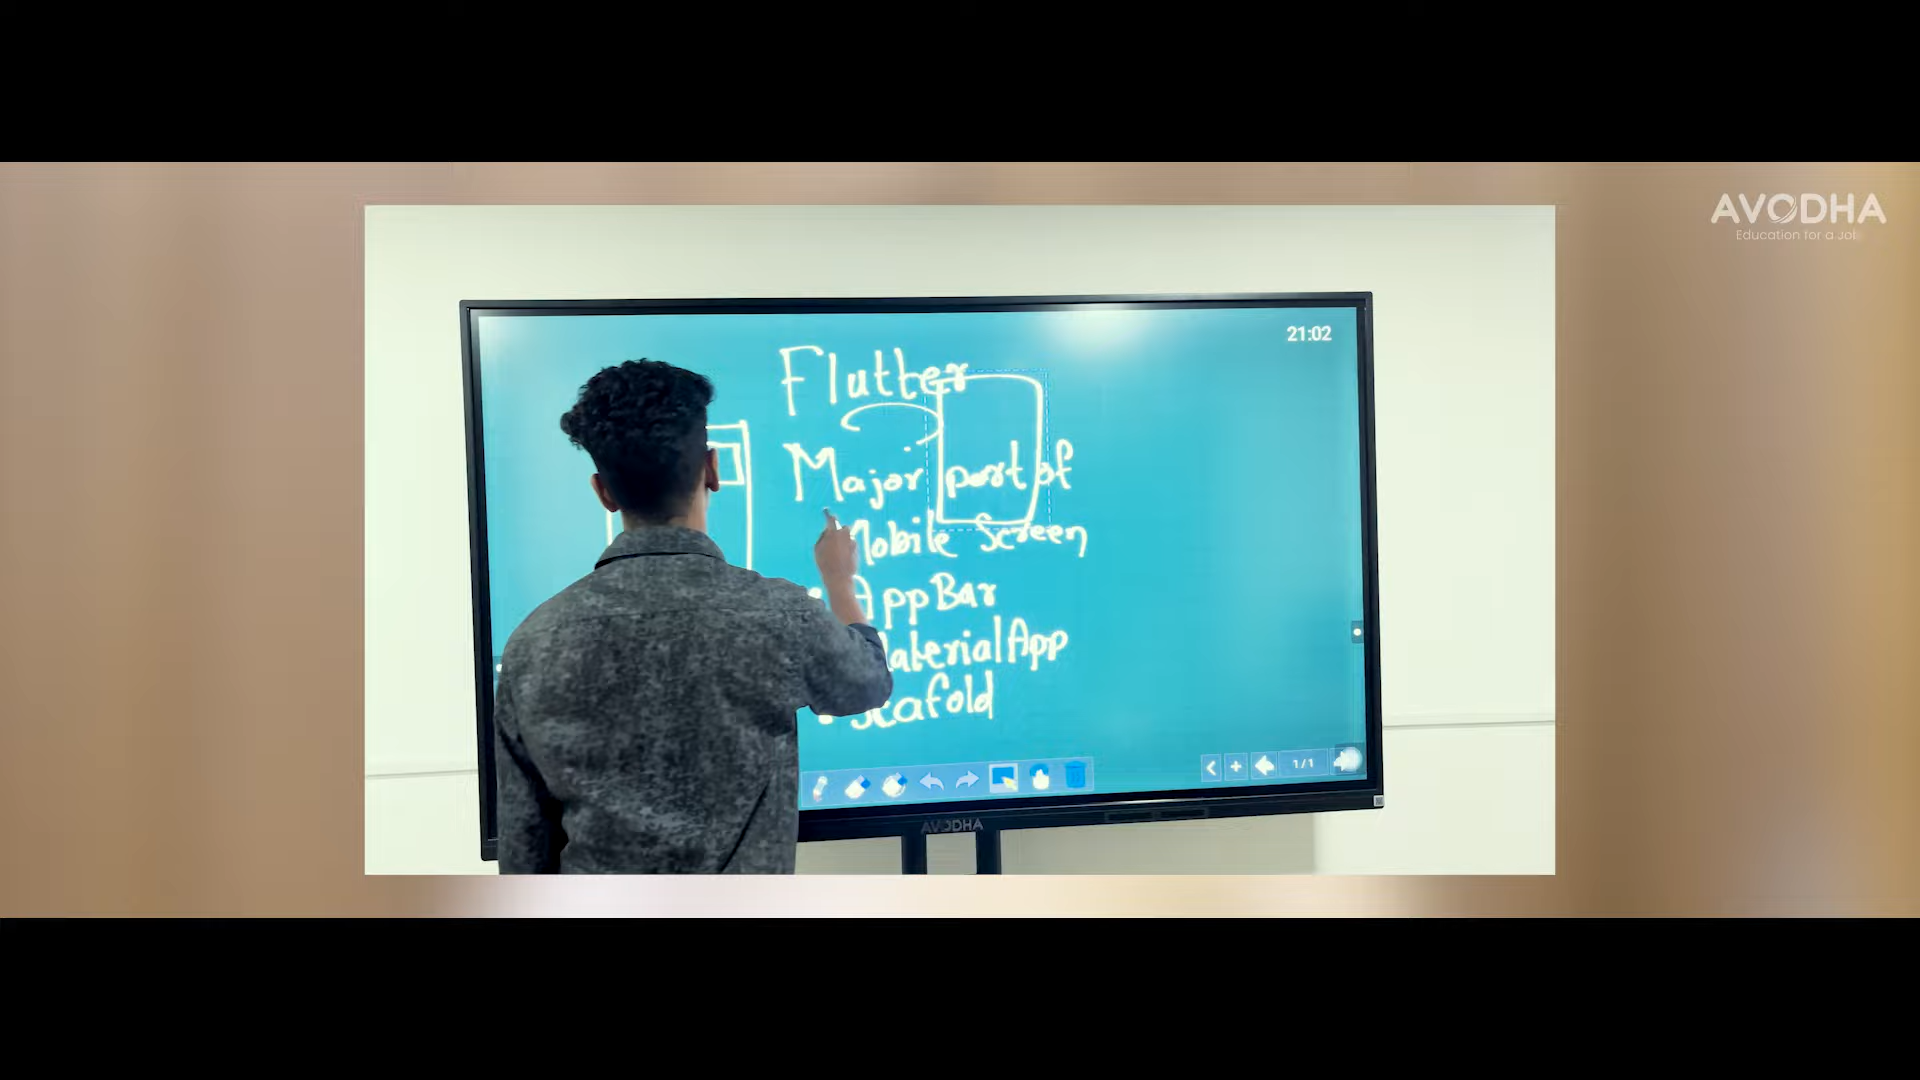 AVODHA
Education for a Job
21:02
Flutter
Major part of
Mobile Screen
AppBar
MaterialApp
Scafold
1/1
AVODHA